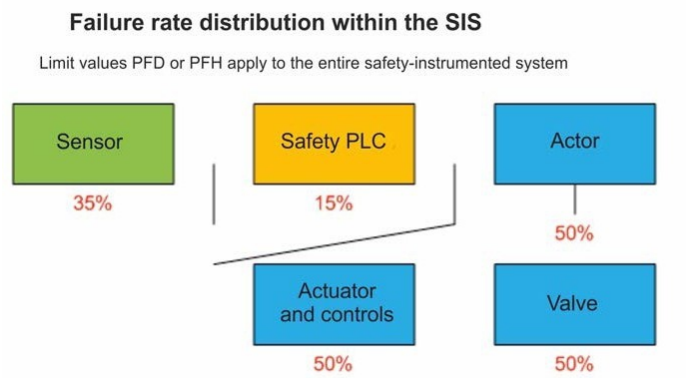 Failure rate distribution within the SIS
Limit values PFD or PFH apply to the entire safety-instrumented system
Sensor
Safety PLC
Actor
35%
15%
50%
Actuator
and controls
Valve
50%
50%